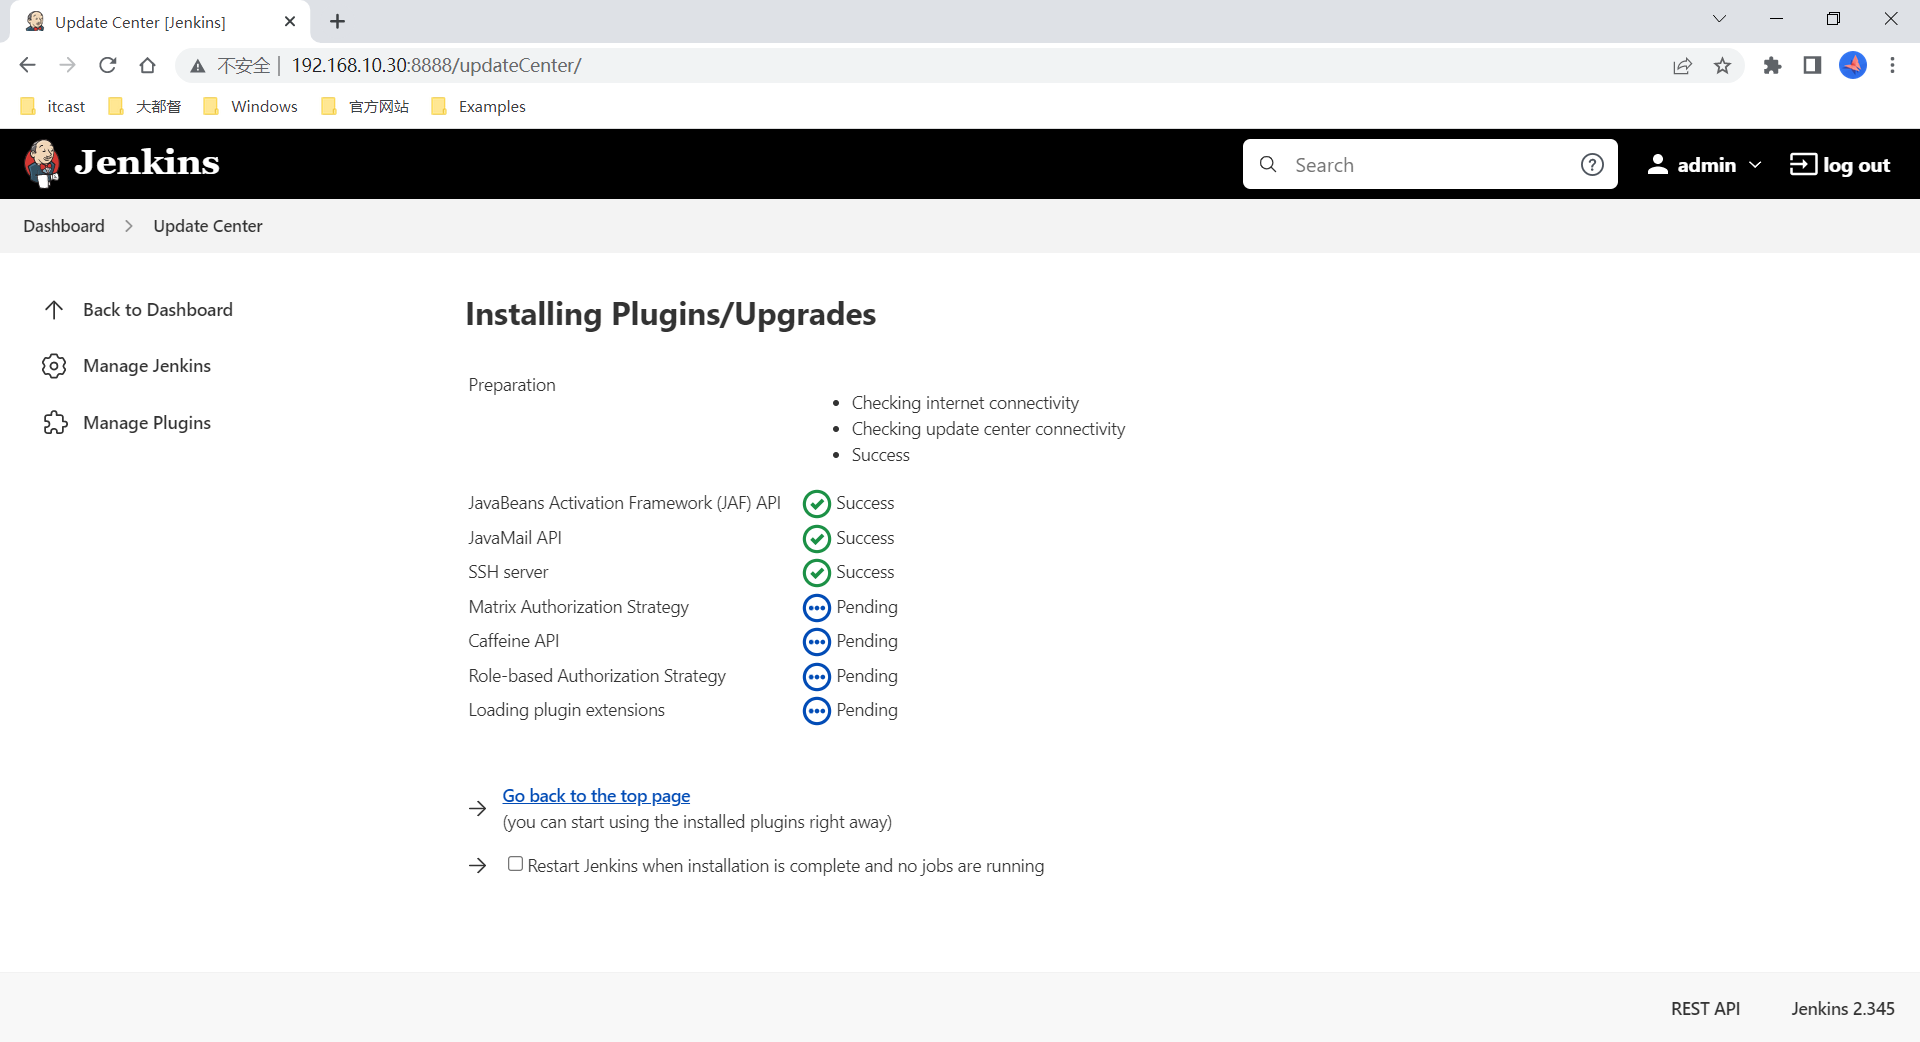 Update Center [Jenkins]
不安全 | 192.168.10.30:8888/updateCenter/
itcast 大都督 Windows 官方网站 Examples
Jenkins Search admin log out
Dashboard Update Center
Back to Dashboard
Manage Jenkins
Manage Plugins
Installing Plugins/Upgrades
Preparation
Checking internet connectivity
Checking update center connectivity
Success
JavaBeans Activation Framework (JAF) API Success
JavaMail API Success
SSH server Success
Matrix Authorization Strategy Pending
Caffeine API Pending
Role-based Authorization Strategy Pending
Loading plugin extensions Pending
Go back to the top page
(you can start using the installed plugins right away)
Restart Jenkins when installation is complete and no jobs are running
REST API Jenkins 2.345